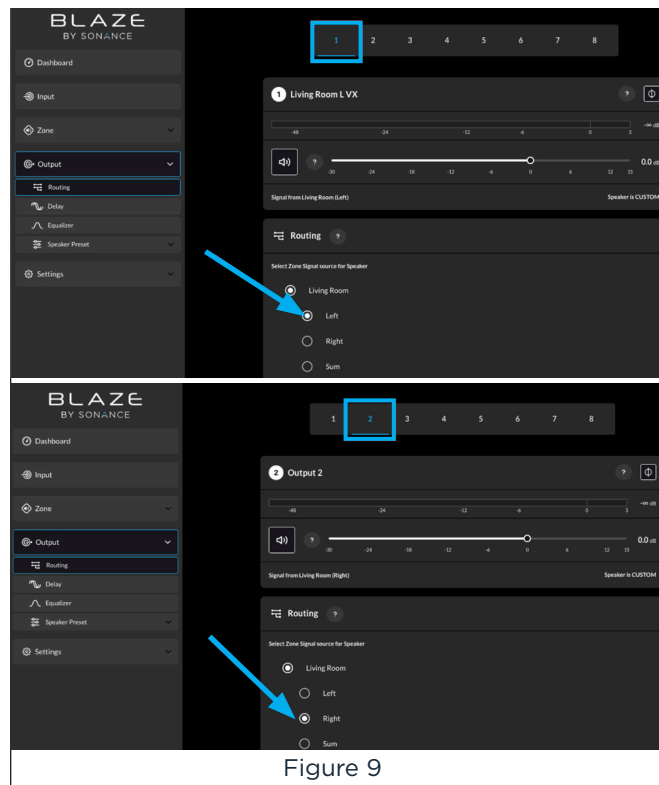 BLAZE
BY SONANCE
Dashboard
Input
Zone
Output
Routing
Delay
Equalizer
Speaker Preset
Settings
1 2 3 4 5 6 7 8
1 Living Room L VX ?
-∞ dB
-48 -24 -12 -6 0 3
? 0.0 dB
-30 -24 -18 -12 -6 0 6 12 15
Signal from Living Room (Left) Speaker is CUSTOM
Routing ?
Select Zone Signal source for Speaker
Living Room
Left
Right
Sum
BLAZE
BY SONANCE
Dashboard
Input
Zone
Output
Routing
Delay
Equalizer
Speaker Preset
Settings
1 2 3 4 5 6 7 8
2 Output 2 ?
-∞ dB
-48 -24 -12 -6 0 3
? 0.0 dB
-30 -24 -18 -12 -6 0 6 12 15
Signal from Living Room (Right) Speaker is CUSTOM
Routing ?
Select Zone Signal source for Speaker
Living Room
Left
Right
Sum
Figure 9